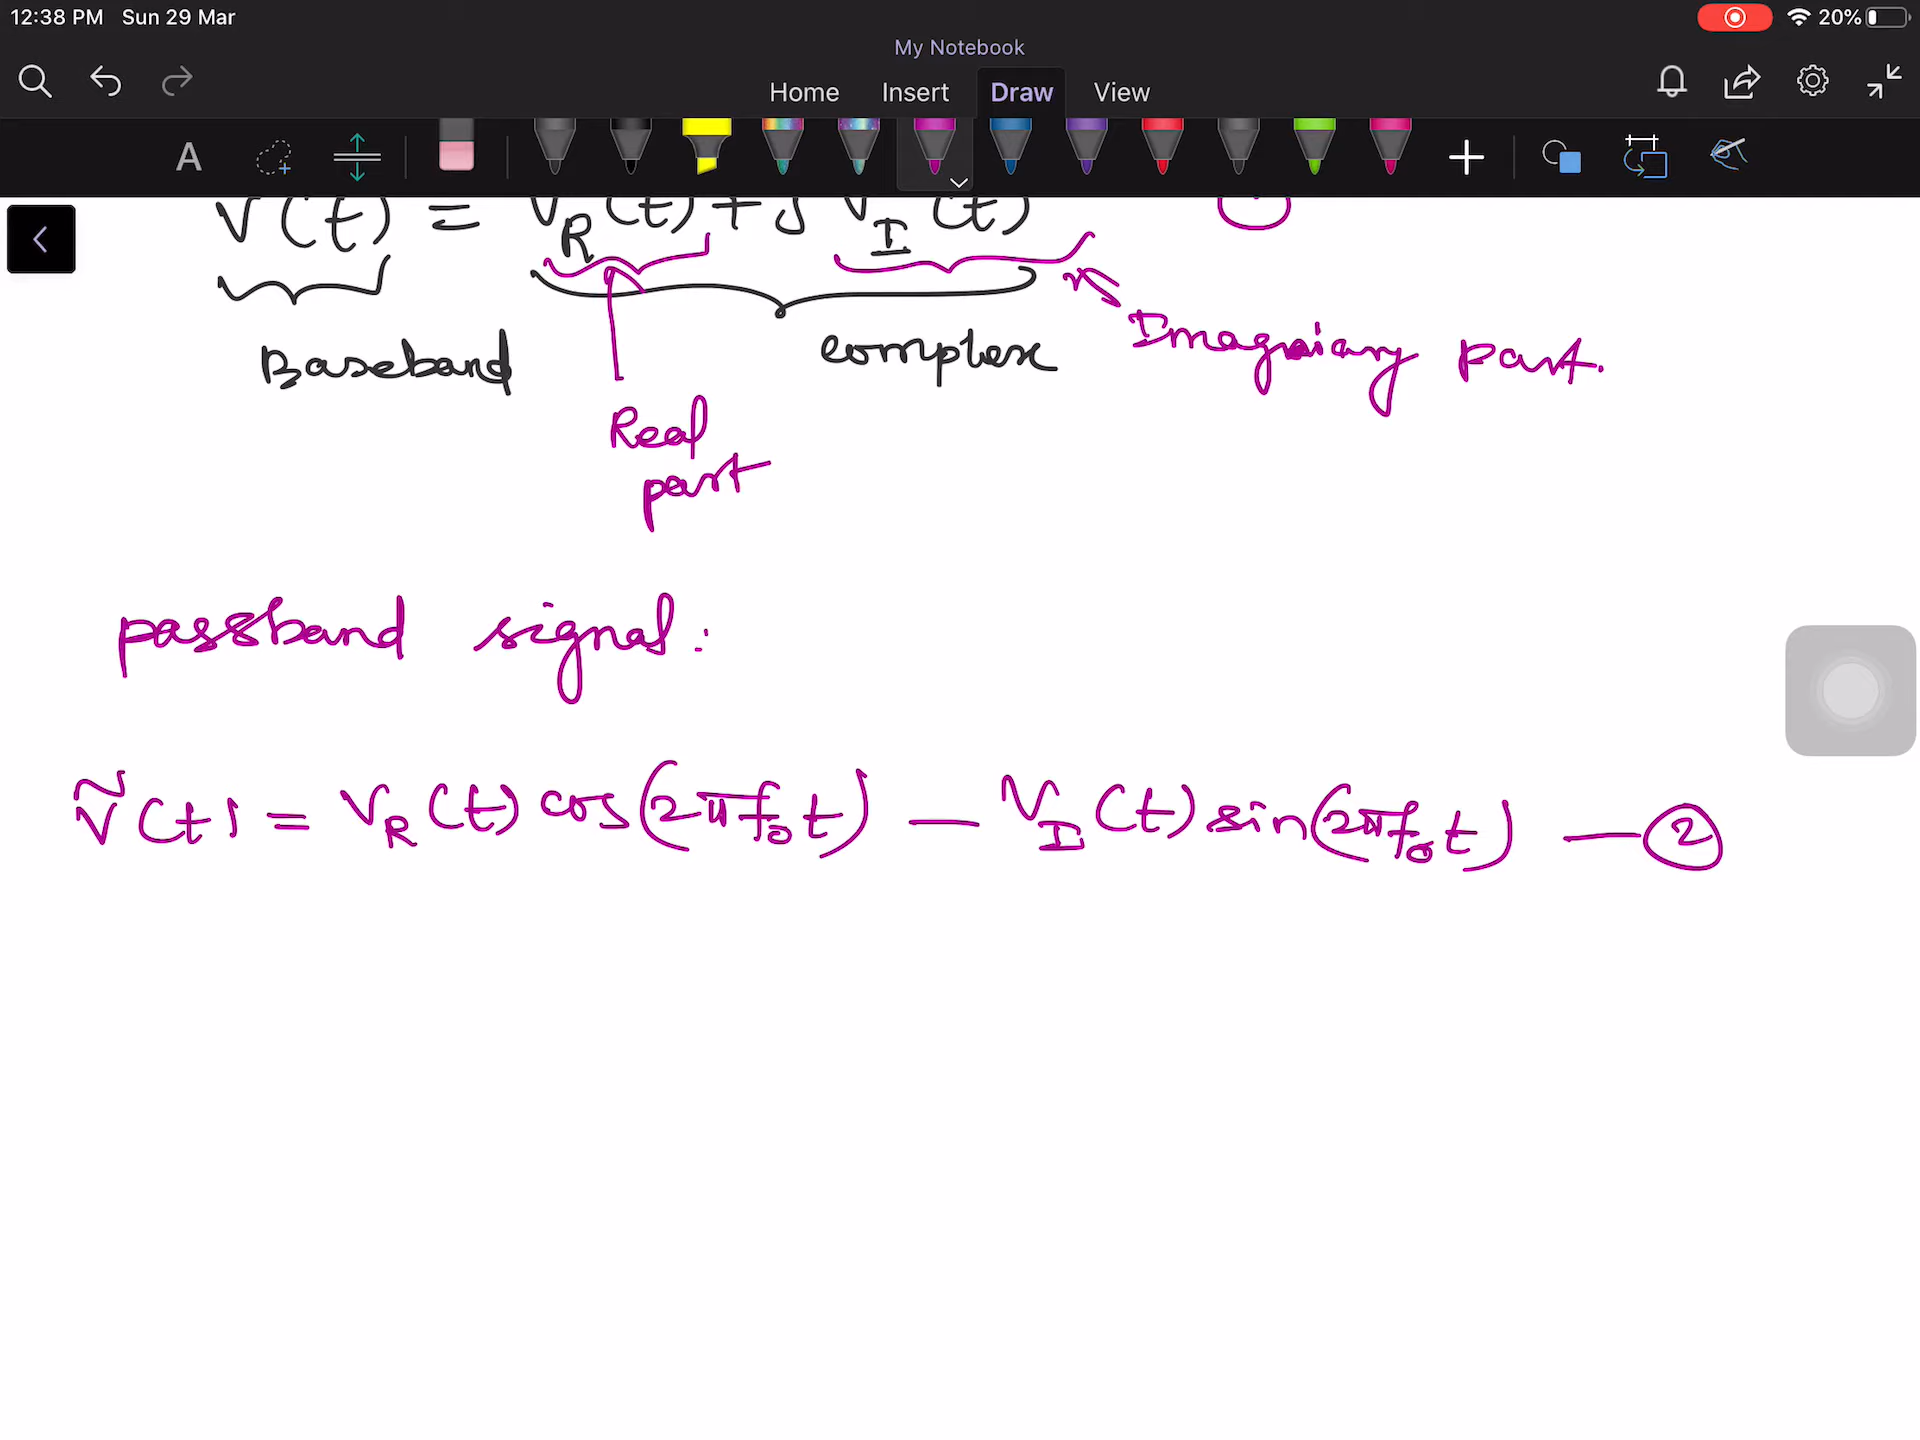 12:38 PM Sun 29 Mar
20%
My Notebook
Home Insert Draw View
A
V(t) = V_R(t) + j V_I(t)
Baseband
complex
Imagniary part.
Real
part
passband signal:
Ṽ(t) = V_R(t) cos(2πf₀t) — V_I(t) sin(2πf₀t) — ②